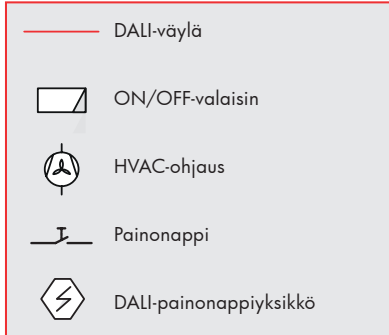 DALI-väylä
ON/OFF-valaisin
HVAC-ohjaus
Painonappi
DALI-painonappiyksikkö